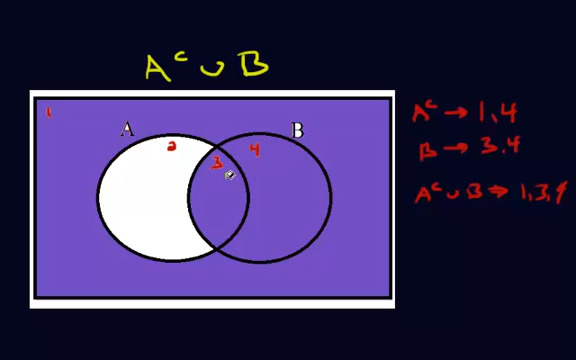 Aᶜ ∪ B
1
A
B
2
3
4
Aᶜ → 1,4
B → 3,4
Aᶜ ∪ B ⇒ 1,3,4